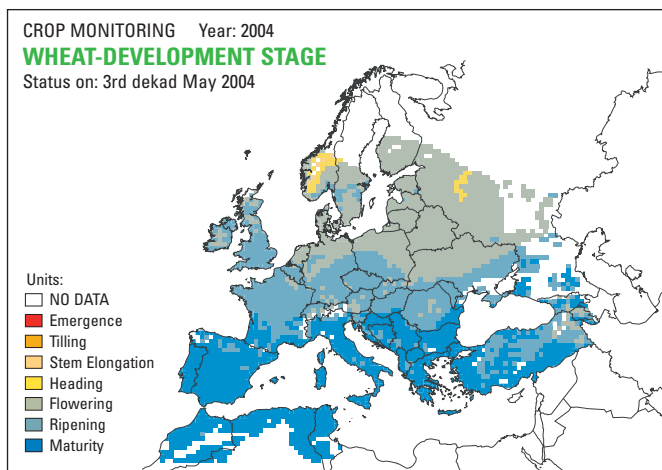 CROP MONITORING Year: 2004
WHEAT-DEVELOPMENT STAGE
Status on: 3rd dekad May 2004
Units:
NO DATA
Emergence
Tilling
Stem Elongation
Heading
Flowering
Ripening
Maturity